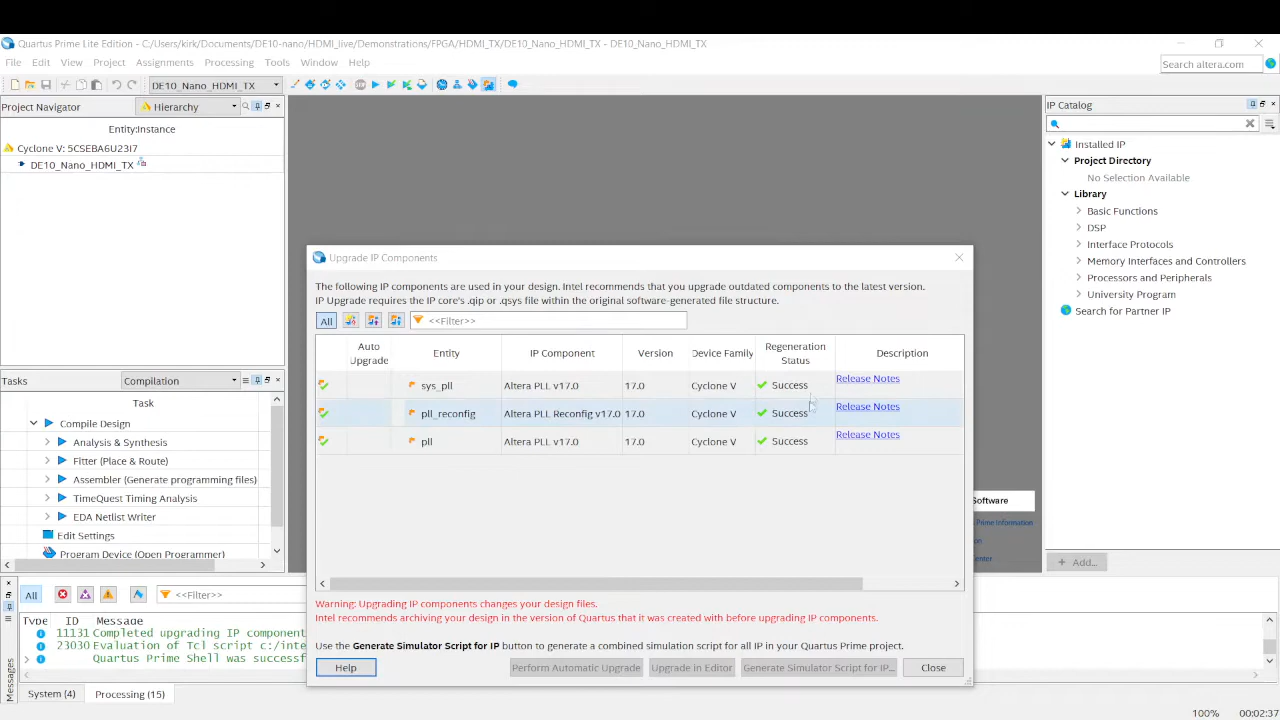 Quartus Prime Lite Edition - C:/Users/kirk/Documents/DE10-nano/HDMI_live/Demonstrations/FPGA/HDMI_TX/DE10_Nano_HDMI_TX - DE10_Nano_HDMI_TX
File Edit View Project Assignments Processing Tools Window Help
Search altera.com
DE10_Nano_HDMI_TX
Project Navigator
Hierarchy
Entity:Instance
Cyclone V: 5CSEBA6U23I7
DE10_Nano_HDMI_TX
Tasks
Compilation
Task
Compile Design
Analysis & Synthesis
Fitter (Place & Route)
Assembler (Generate programming files)
TimeQuest Timing Analysis
EDA Netlist Writer
Edit Settings
Program Device (Open Programmer)
Upgrade IP Components
The following IP components are used in your design. Intel recommends that you upgrade outdated components to the latest version.
IP Upgrade requires the IP core's .qip or .qsys file within the original software-generated file structure.
All
<<Filter>>
Auto Upgrade Entity IP Component Version Device Family Regeneration Status Description
sys_pll Altera PLL v17.0 17.0 Cyclone V Success Release Notes
pll_reconfig Altera PLL Reconfig v17.0 17.0 Cyclone V Success Release Notes
pll Altera PLL v17.0 17.0 Cyclone V Success Release Notes
Warning: Upgrading IP components changes your design files.
Intel recommends archiving your design in the version of Quartus that it was created with before upgrading IP components.
Use the Generate Simulator Script for IP button to generate a combined simulation script for all IP in your Quartus Prime project.
Help Perform Automatic Upgrade Upgrade in Editor Generate Simulator Script for IP... Close
Software
Prime Information
IP Catalog
Installed IP
Project Directory
No Selection Available
Library
Basic Functions
DSP
Interface Protocols
Memory Interfaces and Controllers
Processors and Peripherals
University Program
Search for Partner IP
+ Add...
All
<<Filter>>
Type ID Message
11131 Completed upgrading IP component
23030 Evaluation of Tcl script c:/inte
Quartus Prime Shell was successf
Messages
System (4) Processing (15)
100% 00:02:37